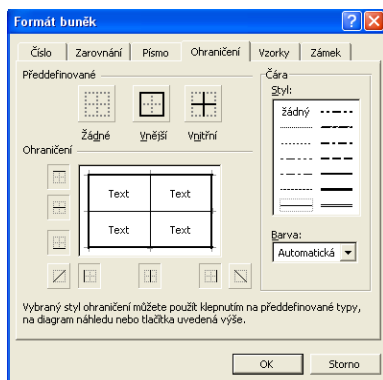 Formát buněk
Číslo Zarovnání Písmo Ohraničení Vzorky Zámek
Předdefinované
Žádné Vnější Vnitřní
Ohraničení
Text Text
Text Text
Čára
Styl:
žádný
Barva:
Automatická
Vybraný styl ohraničení můžete použít klepnutím na předdefinované typy,
na diagram náhledu nebo tlačítka uvedená výše.
OK Storno